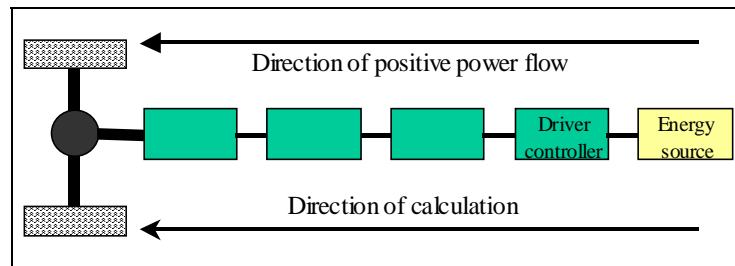 Direction of positive power flow
Driver
controller
Energy
source
Direction of calculation